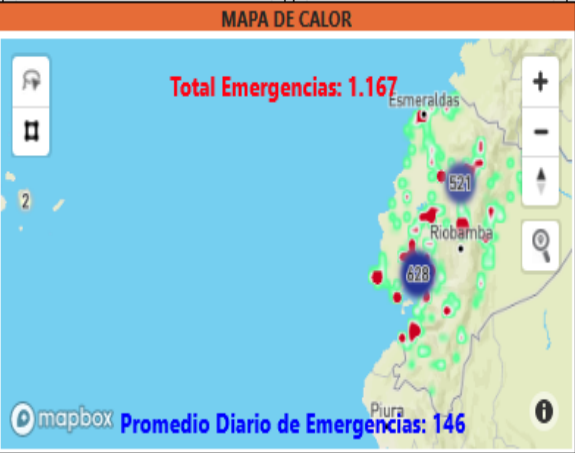 MAPA DE CALOR
Total Emergencias: 1.167
Esmeraldas
+
−
521
2
Riobamba
628
Piura
mapbox
Promedio Diario de Emergencias: 146
i